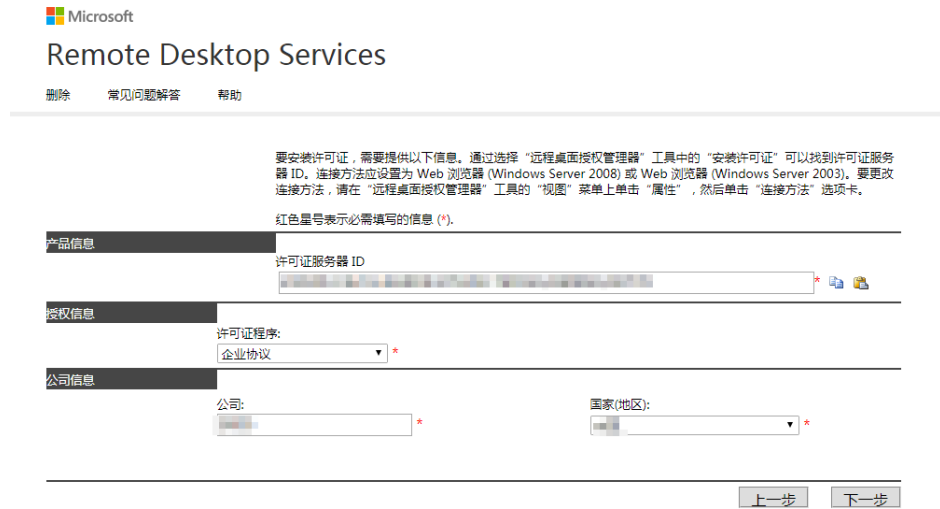 Microsoft
Remote Desktop Services
删除 常见问题解答 帮助
要安装许可证，需要提供以下信息。通过选择“远程桌面授权管理器”工具中的“安装许可证”可以找到许可证服务
器 ID。连接方法应设置为 Web 浏览器 (Windows Server 2008) 或 Web 浏览器 (Windows Server 2003)。要更改
连接方法，请在“远程桌面授权管理器”工具的“视图”菜单上单击“属性”，然后单击“连接方法”选项卡。
红色星号表示必需填写的信息 (*).
产品信息
许可证服务器 ID
*
授权信息
许可证程序:
企业协议 *
公司信息
公司: 国家(地区):
* *
上一步 下一步